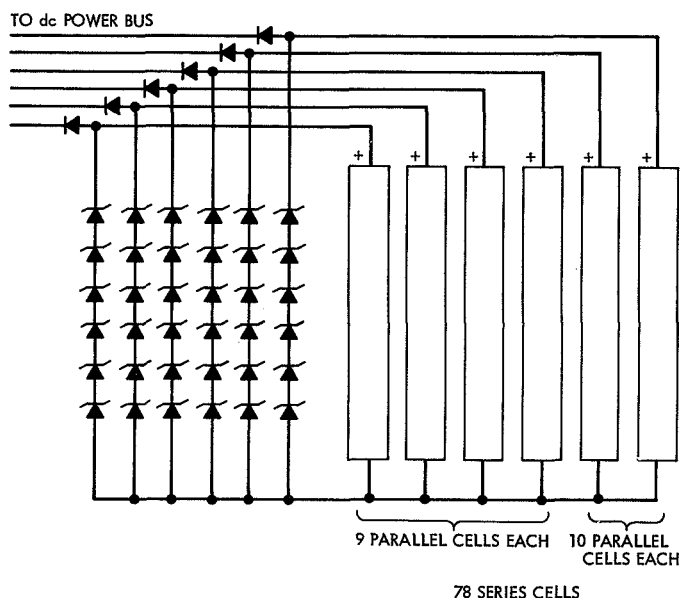 TO dc POWER BUS
+ + + + + +
9 PARALLEL CELLS EACH
10 PARALLEL
CELLS EACH
78 SERIES CELLS